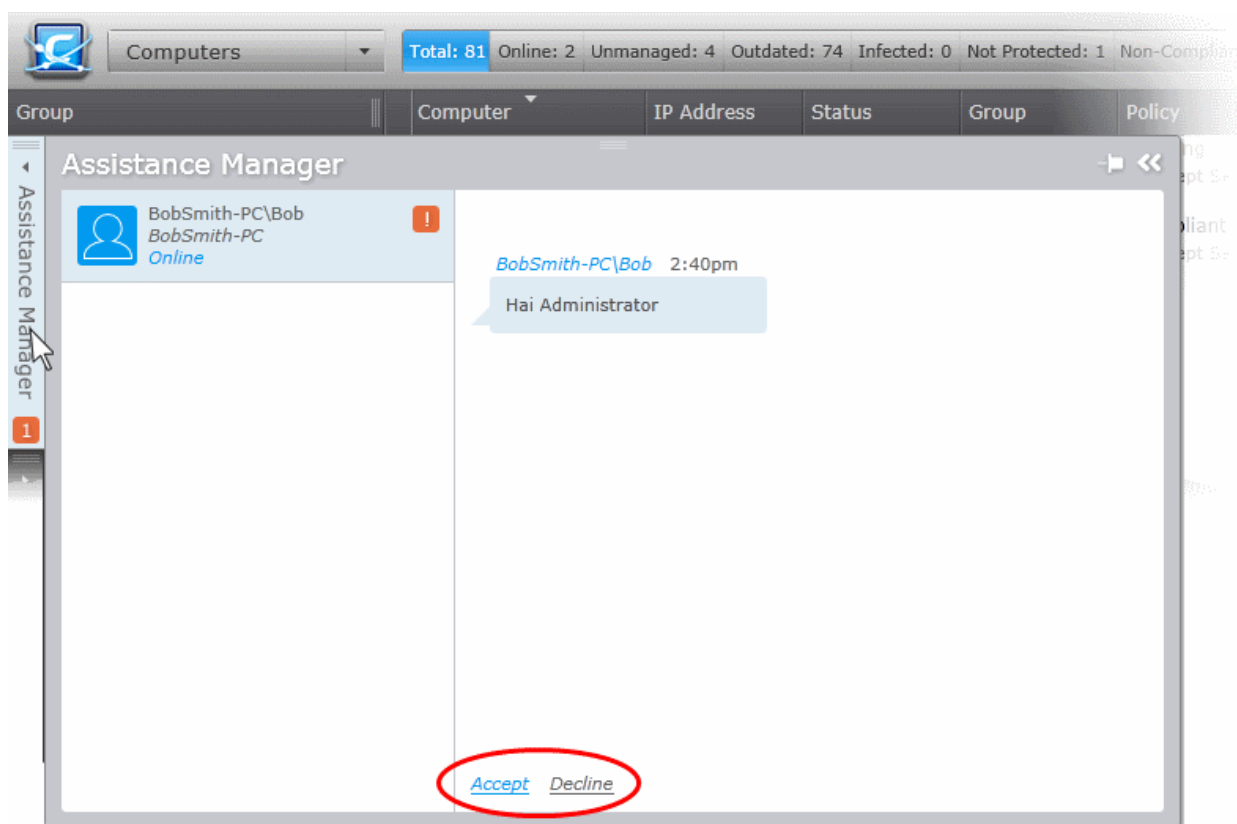 Computers
Total: 81 Online: 2 Unmanaged: 4 Outdated: 74 Infected: 0 Not Protected: 1
Group Computer IP Address Status Group Policy
Assistance Manager
1
Assistance Manager
BobSmith-PC\Bob
BobSmith-PC
Online
!
BobSmith-PC\Bob 2:40pm
Hai Administrator
Accept Decline